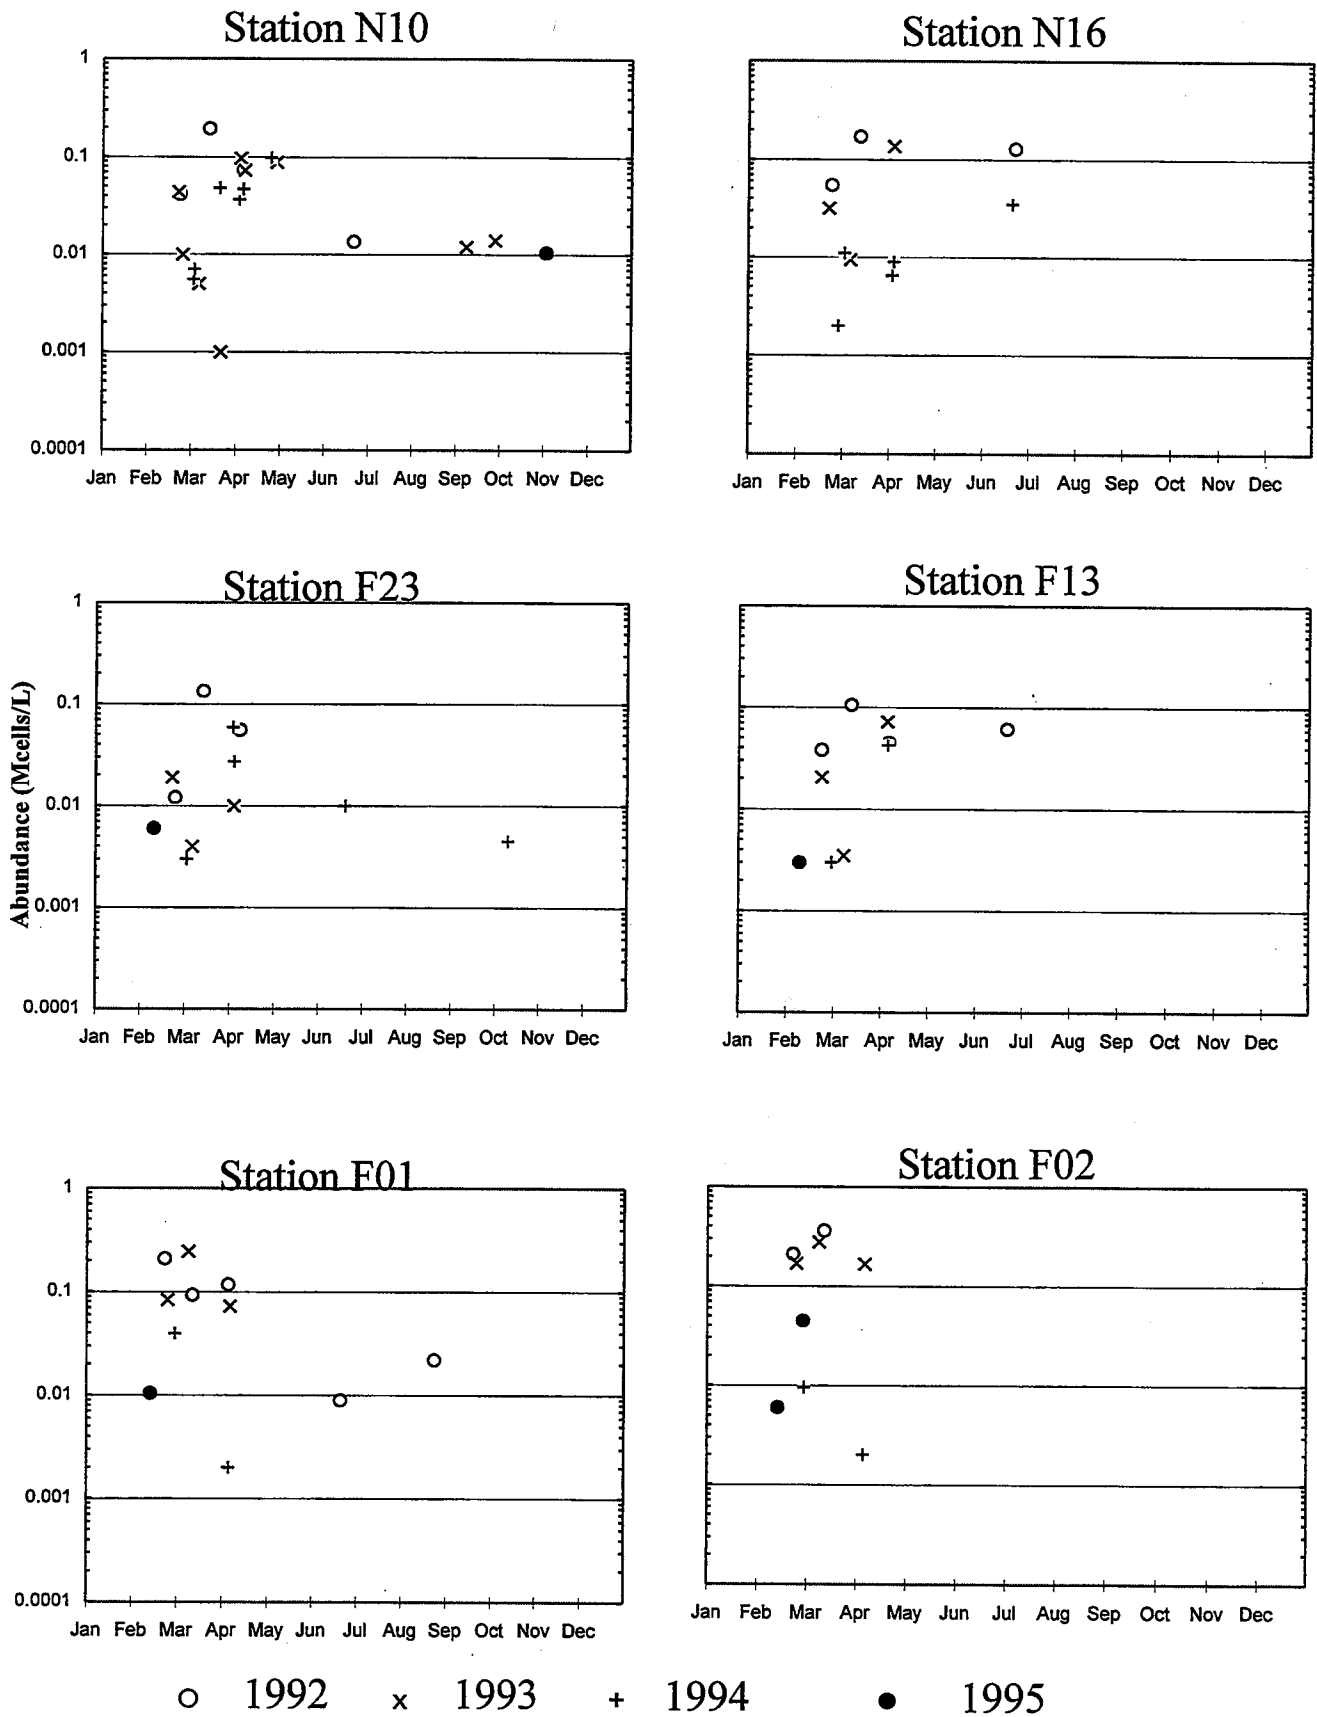 Station N10
Station N16
1
0.1
0.01
0.001
0.0001
Jan Feb Mar Apr May Jun Jul Aug Sep Oct Nov Dec
Jan Feb Mar Apr May Jun Jul Aug Sep Oct Nov Dec
Station F23
Station F13
Abundance (Mcells/L)
1
0.1
0.01
0.001
0.0001
Jan Feb Mar Apr May Jun Jul Aug Sep Oct Nov Dec
Jan Feb Mar Apr May Jun Jul Aug Sep Oct Nov Dec
Station F01
Station F02
1
0.1
0.01
0.001
0.0001
Jan Feb Mar Apr May Jun Jul Aug Sep Oct Nov Dec
Jan Feb Mar Apr May Jun Jul Aug Sep Oct Nov Dec
1992 1993 1994 1995